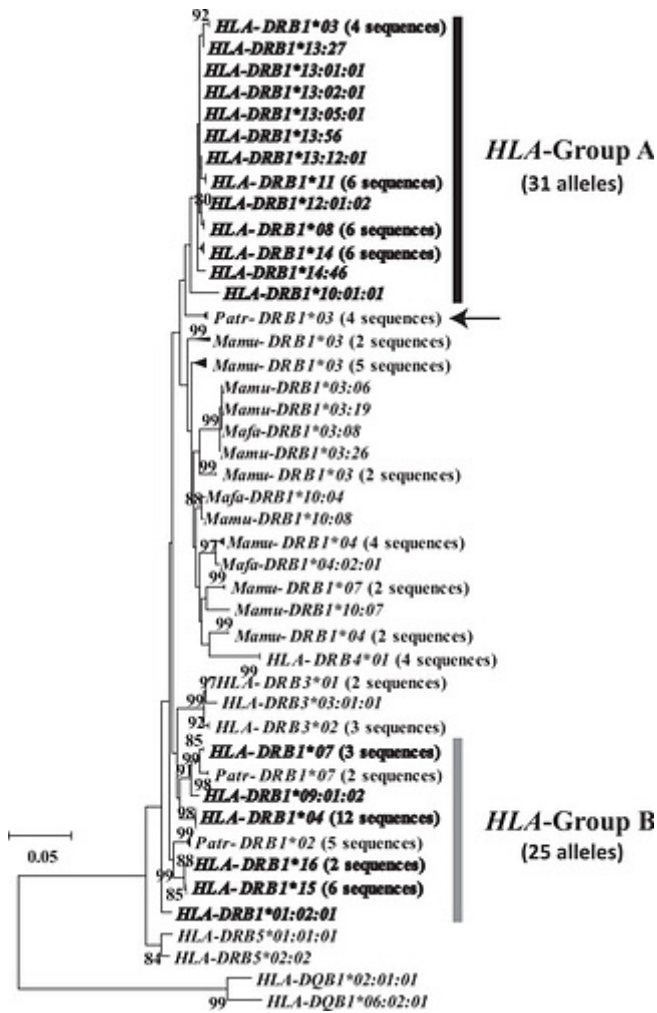 92
HLA-DRB1*03 (4 sequences)
HLA-DRB1*13:27
HLA-DRB1*13:01:01
HLA-DRB1*13:02:01
HLA-DRB1*13:05:01
HLA-DRB1*13:56
HLA-DRB1*13:12:01
HLA-DRB1*11 (6 sequences)
80
HLA-DRB1*12:01:02
HLA-DRB1*08 (6 sequences)
HLA-DRB1*14 (6 sequences)
HLA-DRB1*14:46
HLA-DRB1*10:01:01
HLA-Group A
(31 alleles)
Patr-DRB1*03 (4 sequences)
99
Mamu-DRB1*03 (2 sequences)
Mamu-DRB1*03 (5 sequences)
Mamu-DRB1*03:06
Mamu-DRB1*03:19
99
Mafa-DRB1*03:08
Mamu-DRB1*03:26
99
Mamu-DRB1*03 (2 sequences)
88
Mafa-DRB1*10:04
Mamu-DRB1*10:08
97
Mamu-DRB1*04 (4 sequences)
Mafa-DRB1*04:02:01
99
Mamu-DRB1*07 (2 sequences)
Mamu-DRB1*10:07
99
Mamu-DRB1*04 (2 sequences)
HLA-DRB4*01 (4 sequences)
99
97
HLA-DRB3*01 (2 sequences)
99
HLA-DRB3*03:01:01
92
HLA-DRB3*02 (3 sequences)
85
HLA-DRB1*07 (3 sequences)
99
91
Patr-DRB1*07 (2 sequences)
98
HLA-DRB1*09:01:02
98
HLA-DRB1*04 (12 sequences)
99
Patr-DRB1*02 (5 sequences)
88
HLA-DRB1*16 (2 sequences)
99
85
HLA-DRB1*15 (6 sequences)
HLA-DRB1*01:02:01
HLA-Group B
(25 alleles)
0.05
HLA-DRB5*01:01:01
84
HLA-DRB5*02:02
HLA-DQB1*02:01:01
99
HLA-DQB1*06:02:01